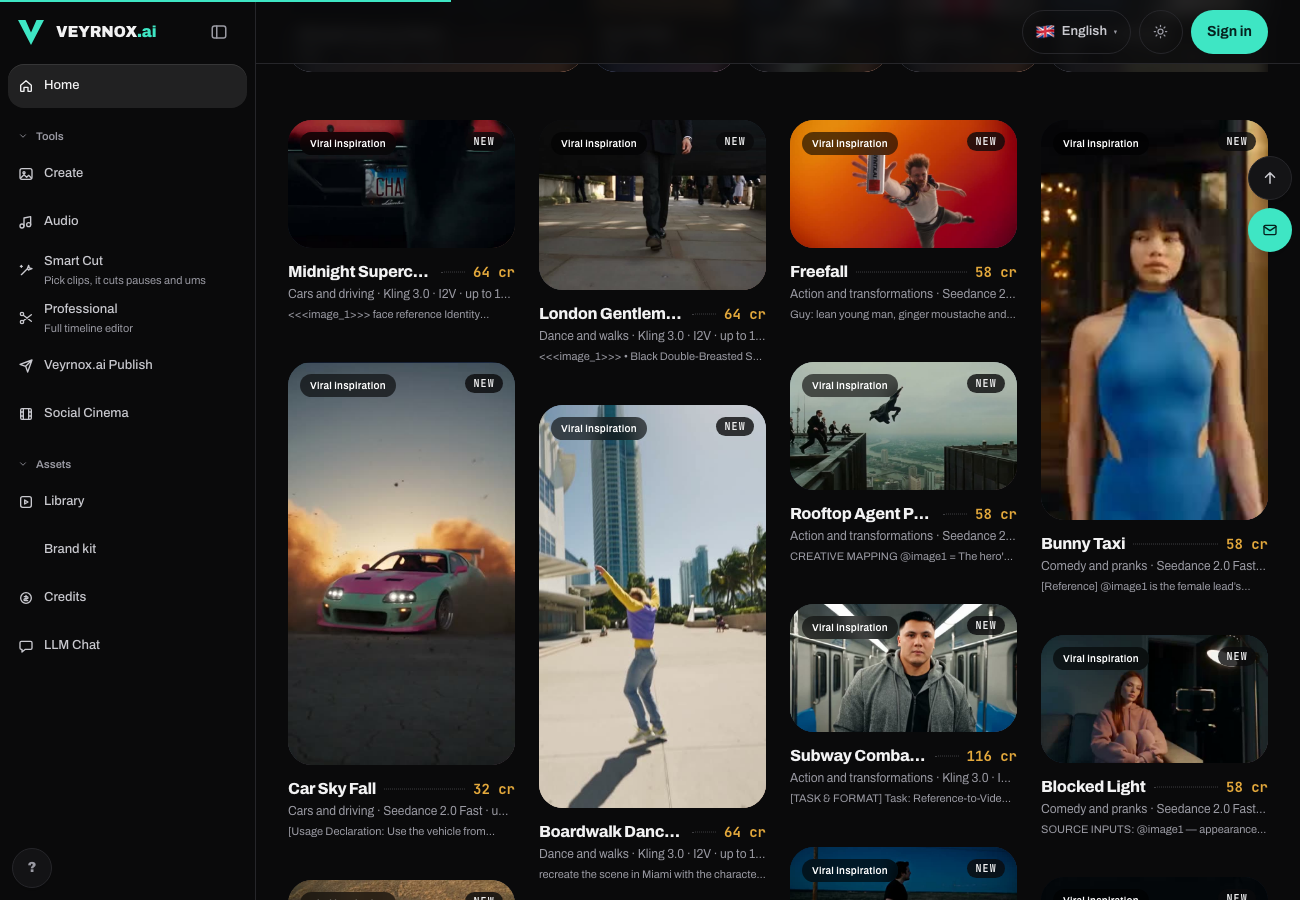 VEYRNOX.ai
English
Sign in
Home
Tools
Create
Audio
Smart Cut
Pick clips, it cuts pauses and ums
Professional
Full timeline editor
Veyrnox.ai Publish
Social Cinema
Assets
Library
Brand kit
Credits
LLM Chat
?
Viral inspiration
NEW
Midnight Superc... 64 cr
Cars and driving · Kling 3.0 · I2V · up to 1...
<<<image_1>>> face reference Identity...
Viral inspiration
NEW
Car Sky Fall 32 cr
Cars and driving · Seedance 2.0 Fast · u...
[Usage Declaration: Use the vehicle from...
Viral inspiration
NEW
Viral inspiration
NEW
London Gentlem... 64 cr
Dance and walks · Kling 3.0 · I2V · up to 1...
<<<image_1>>> • Black Double-Breasted S...
Viral inspiration
NEW
Boardwalk Danc... 64 cr
Dance and walks · Kling 3.0 · I2V · up to 1...
recreate the scene in Miami with the characte...
Viral inspiration
NEW
Freefall 58 cr
Action and transformations · Seedance 2...
Guy: lean young man, ginger moustache and...
Viral inspiration
NEW
Rooftop Agent P... 58 cr
Action and transformations · Seedance 2...
CREATIVE MAPPING @image1 = The hero'...
Viral inspiration
NEW
Subway Comba... 116 cr
Action and transformations · Kling 3.0 · I...
[TASK & FORMAT] Task: Reference-to-Vide...
Viral inspiration
NEW
Viral inspiration
NEW
Bunny Taxi 58 cr
Comedy and pranks · Seedance 2.0 Fast...
[Reference] @image1 is the female lead's...
Viral inspiration
NEW
Blocked Light 58 cr
Comedy and pranks · Seedance 2.0 Fast...
SOURCE INPUTS: @image1 — appearance...
Viral inspiration
NEW